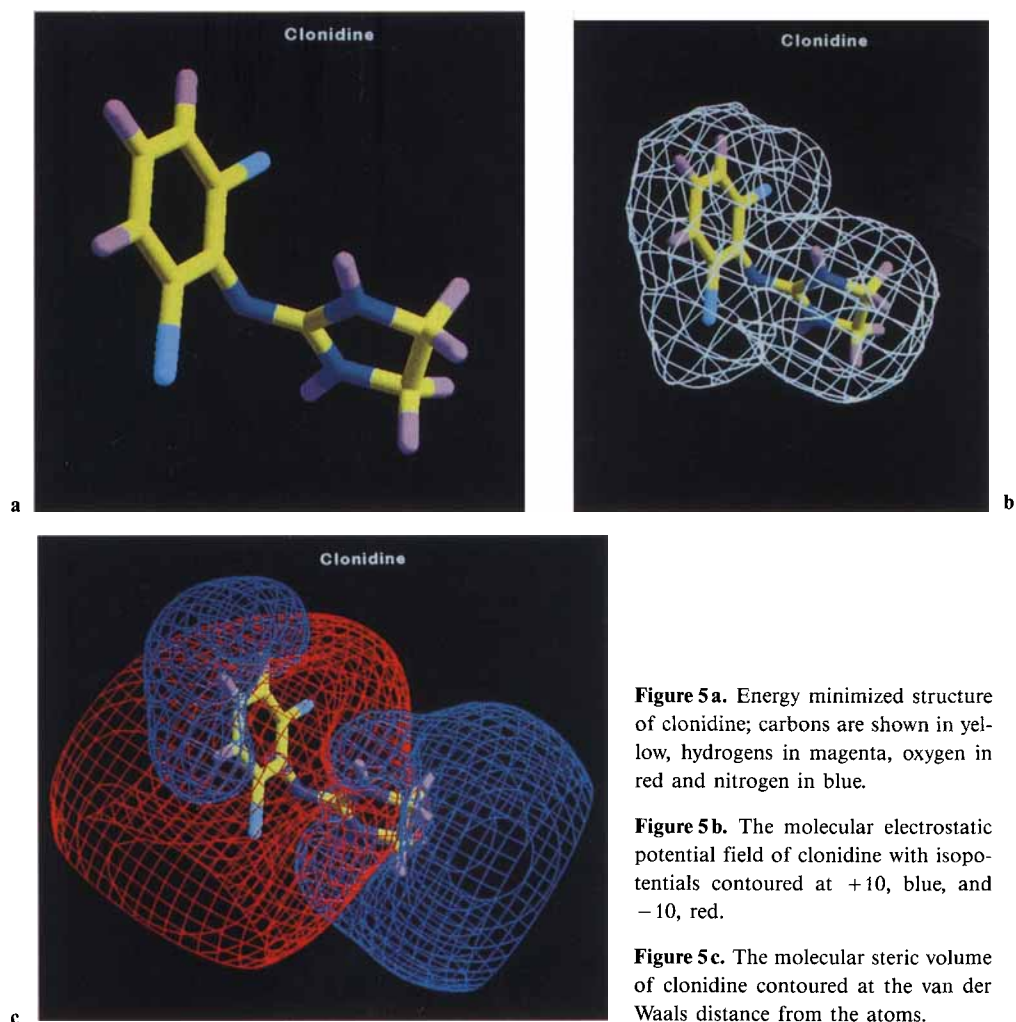 Clonidine
Clonidine
a
b
Clonidine
c
Figure 5a. Energy minimized structure
of clonidine; carbons are shown in yel-
low, hydrogens in magenta, oxygen in
red and nitrogen in blue.
Figure 5b. The molecular electrostatic
potential field of clonidine with isopo-
tentials contoured at +10, blue, and
−10, red.
Figure 5c. The molecular steric volume
of clonidine contoured at the van der
Waals distance from the atoms.